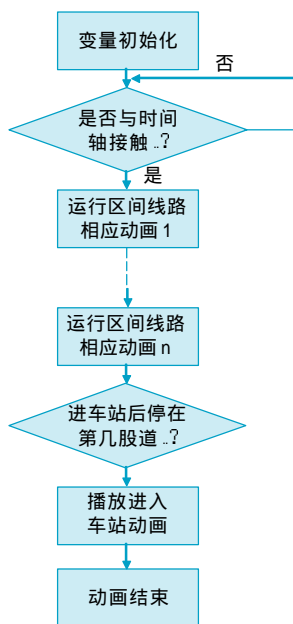 变量初始化
否
是否与时间
轴接触..?
是
运行区间线路
相应动画1
运行区间线路
相应动画n
进车站后停在
第几股道..?
播放进入
车站动画
动画结束